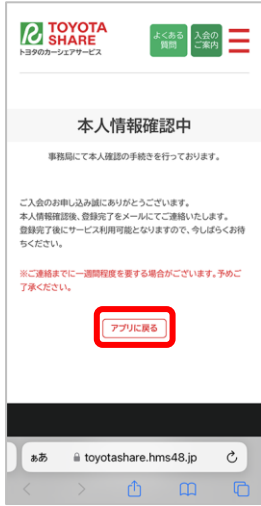 TOYOTA
SHARE
トヨタのカーシェアサービス
よくある
質問
入会の
ご案内
本人情報確認中
事務局にて本人確認の手続きを行っております。
ご入会のお申し込み誠にありがとうございます。
本人情報確認後、登録完了をメールにてご連絡いたします。
登録完了後にサービス利用可能となりますので、今しばらくお待
ちください。
※ご連絡までに一週間程度を要する場合がございます。予めご
了承ください。
アプリに戻る
ぁあ toyotashare.hms48.jp